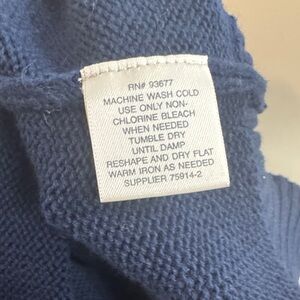 RN# 93677
MACHINE WASH COLD
USE ONLY NON-
CHLORINE BLEACH
WHEN NEEDED
TUMBLE DRY
UNTIL DAMP
RESHAPE AND DRY FLAT
WARM IRON AS NEEDED
SUPPLIER 75914-2